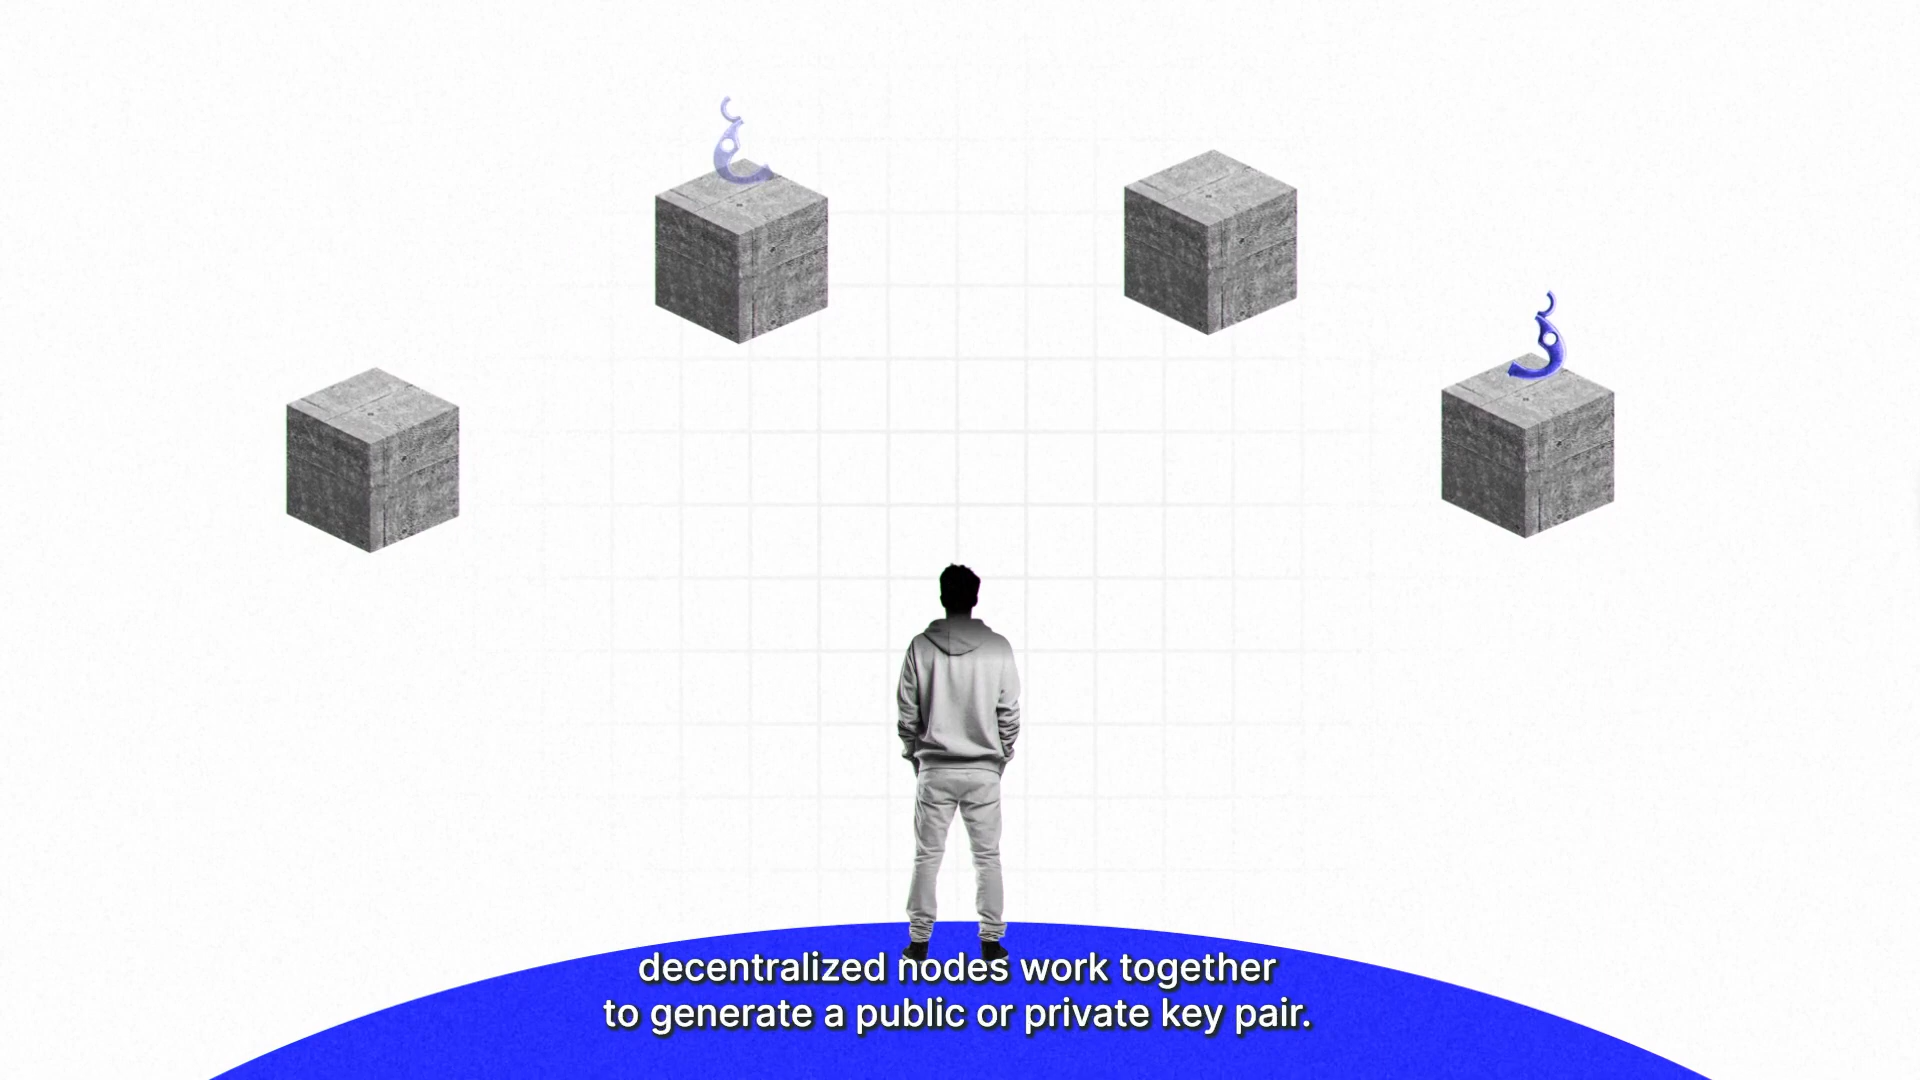 decentralized nodes work together
to generate a public or private key pair.